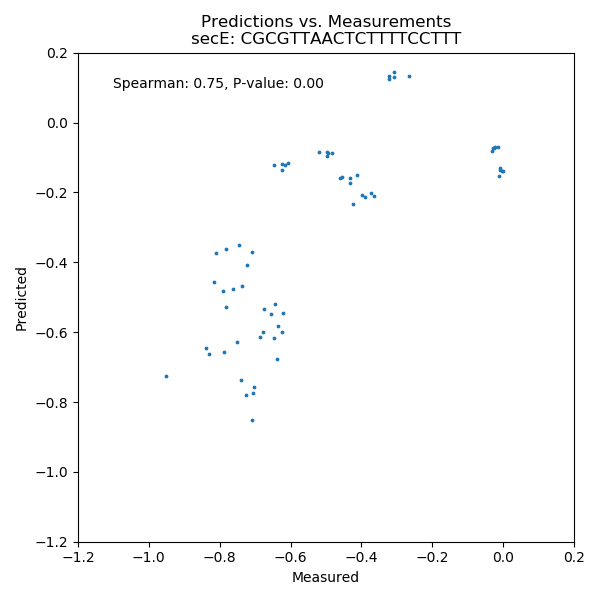 Predictions vs. Measurements
secE: CGCGTTAACTCTTTTCCTTT
0.2
Spearman: 0.75, P-value: 0.00
0.0
−0.2
−0.4
Predicted
−0.6
−0.8
−1.0
−1.2
−1.2 −1.0 −0.8 −0.6 −0.4 −0.2 0.0 0.2
Measured